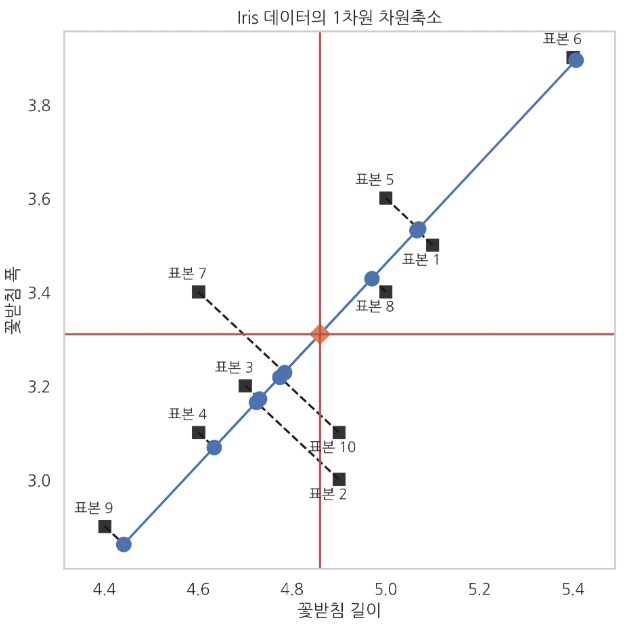 Iris 데이터의 1차원 차원축소
표본 6
3.8
표본 5
3.6
표본 1
표본 7
3.4
표본 8
꽃받침 폭
표본 3
3.2
표본 4
표본 10
3.0
표본 2
표본 9
4.4 4.6 4.8 5.0 5.2 5.4
꽃받침 길이